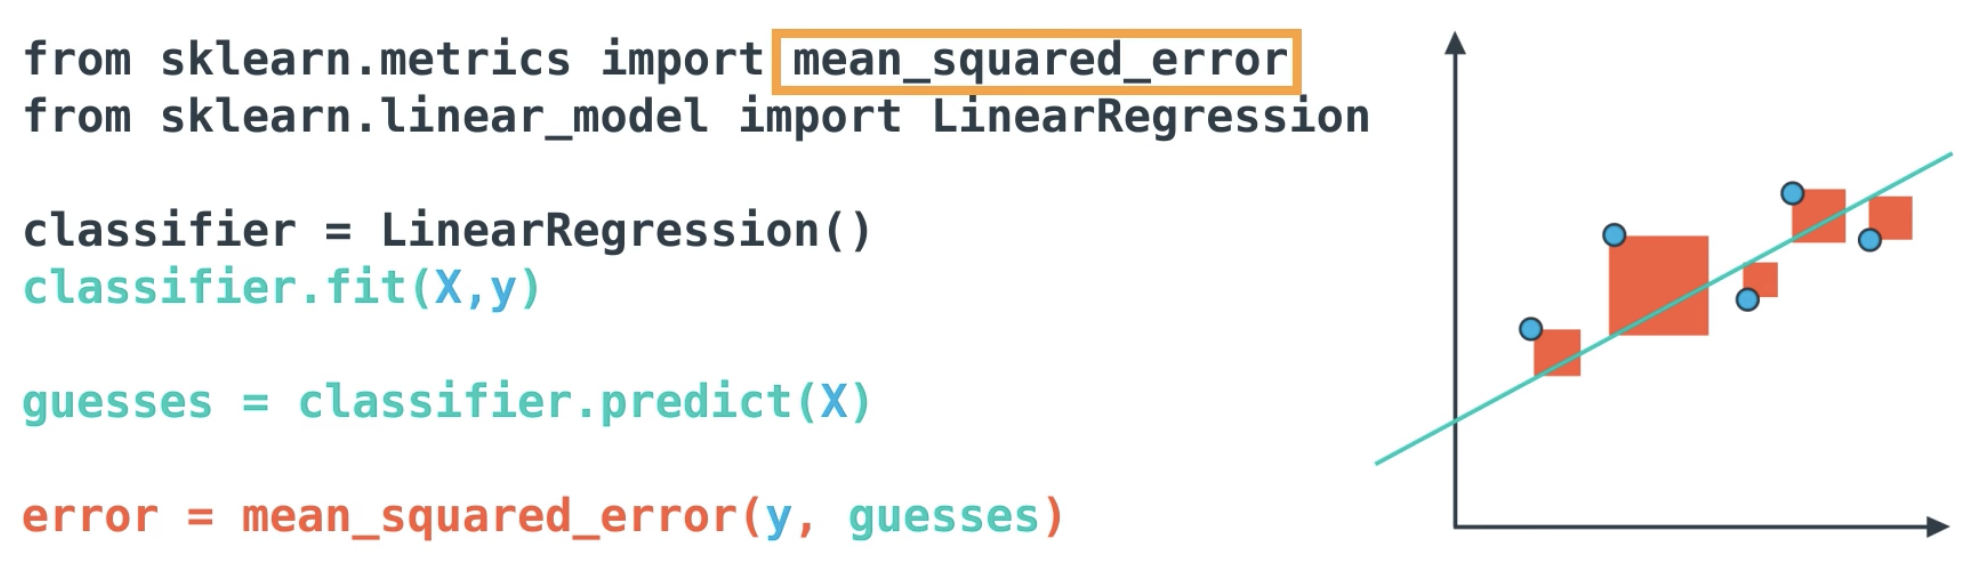 from sklearn.metrics import mean_squared_error
from sklearn.linear_model import LinearRegression
classifier = LinearRegression()
classifier.fit(X,y)
guesses = classifier.predict(X)
error = mean_squared_error(y, guesses)